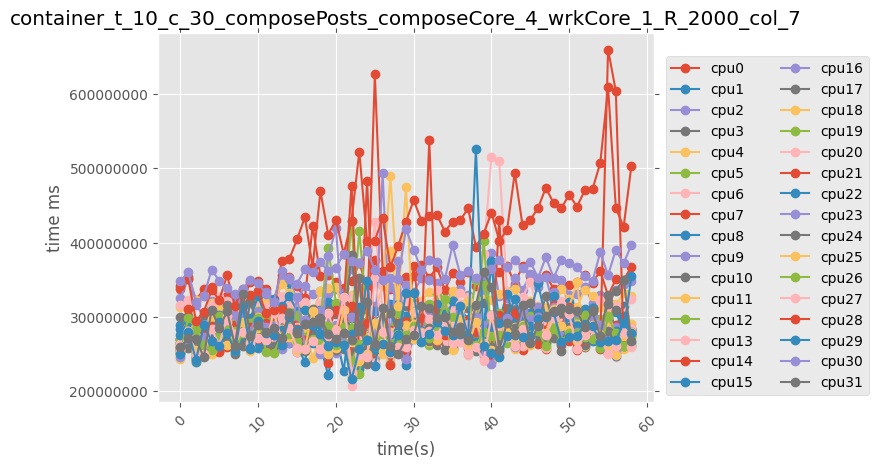 container_t_10_c_30_composePosts_composeCore_4_wrkCore_1_R_2000_col_7
time ms
600000000
500000000
400000000
300000000
200000000
0
10
20
30
40
50
60
time(s)
cpu0
cpu1
cpu2
cpu3
cpu4
cpu5
cpu6
cpu7
cpu8
cpu9
cpu10
cpu11
cpu12
cpu13
cpu14
cpu15
cpu16
cpu17
cpu18
cpu19
cpu20
cpu21
cpu22
cpu23
cpu24
cpu25
cpu26
cpu27
cpu28
cpu29
cpu30
cpu31